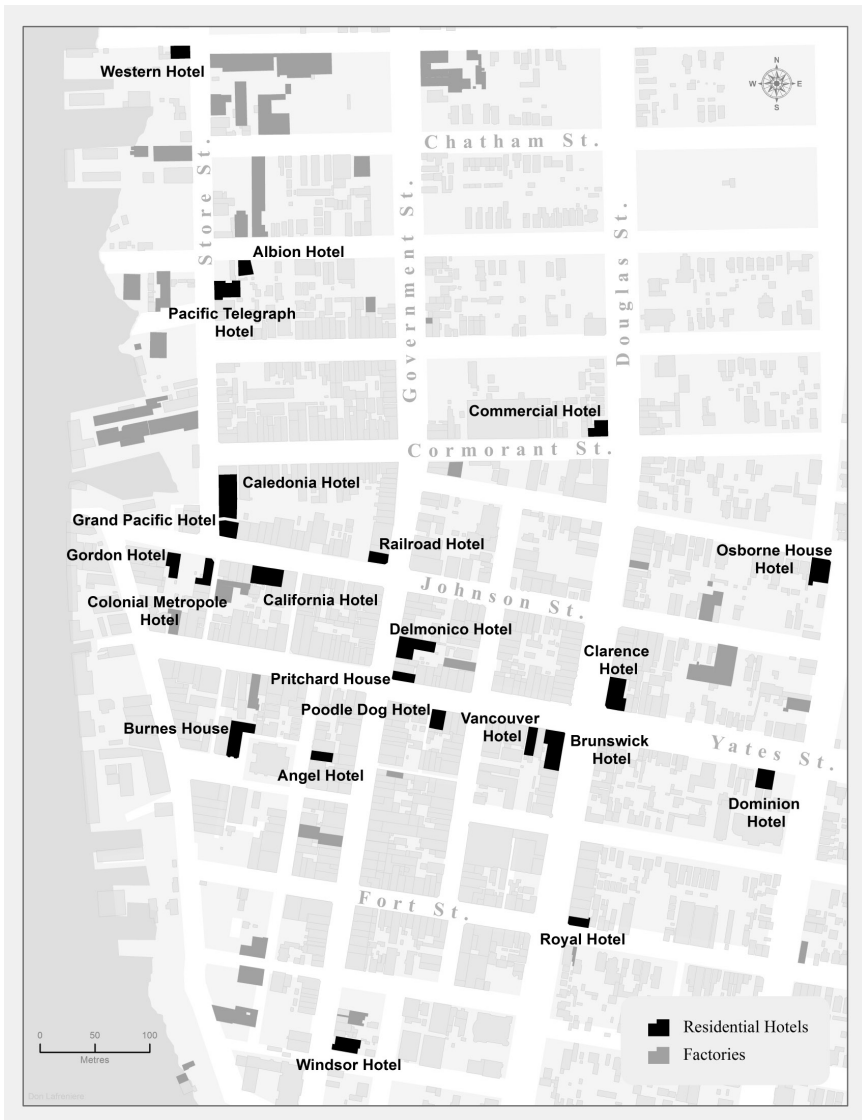 Western Hotel
N
W E
S
Chatham St.
Store St.
Government St.
Douglas St.
Albion Hotel
Pacific Telegraph
Hotel
Commercial Hotel
Cormorant St.
Caledonia Hotel
Grand Pacific Hotel
Gordon Hotel
Railroad Hotel
Osborne House
Hotel
Colonial Metropole
Hotel
California Hotel
Johnson St.
Delmonico Hotel
Clarence
Hotel
Pritchard House
Poodle Dog Hotel
Vancouver
Hotel
Burnes House
Brunswick
Hotel
Yates St.
Angel Hotel
Dominion
Hotel
Fort St.
Royal Hotel
Residential Hotels
Factories
0 50 100
Metres
Windsor Hotel